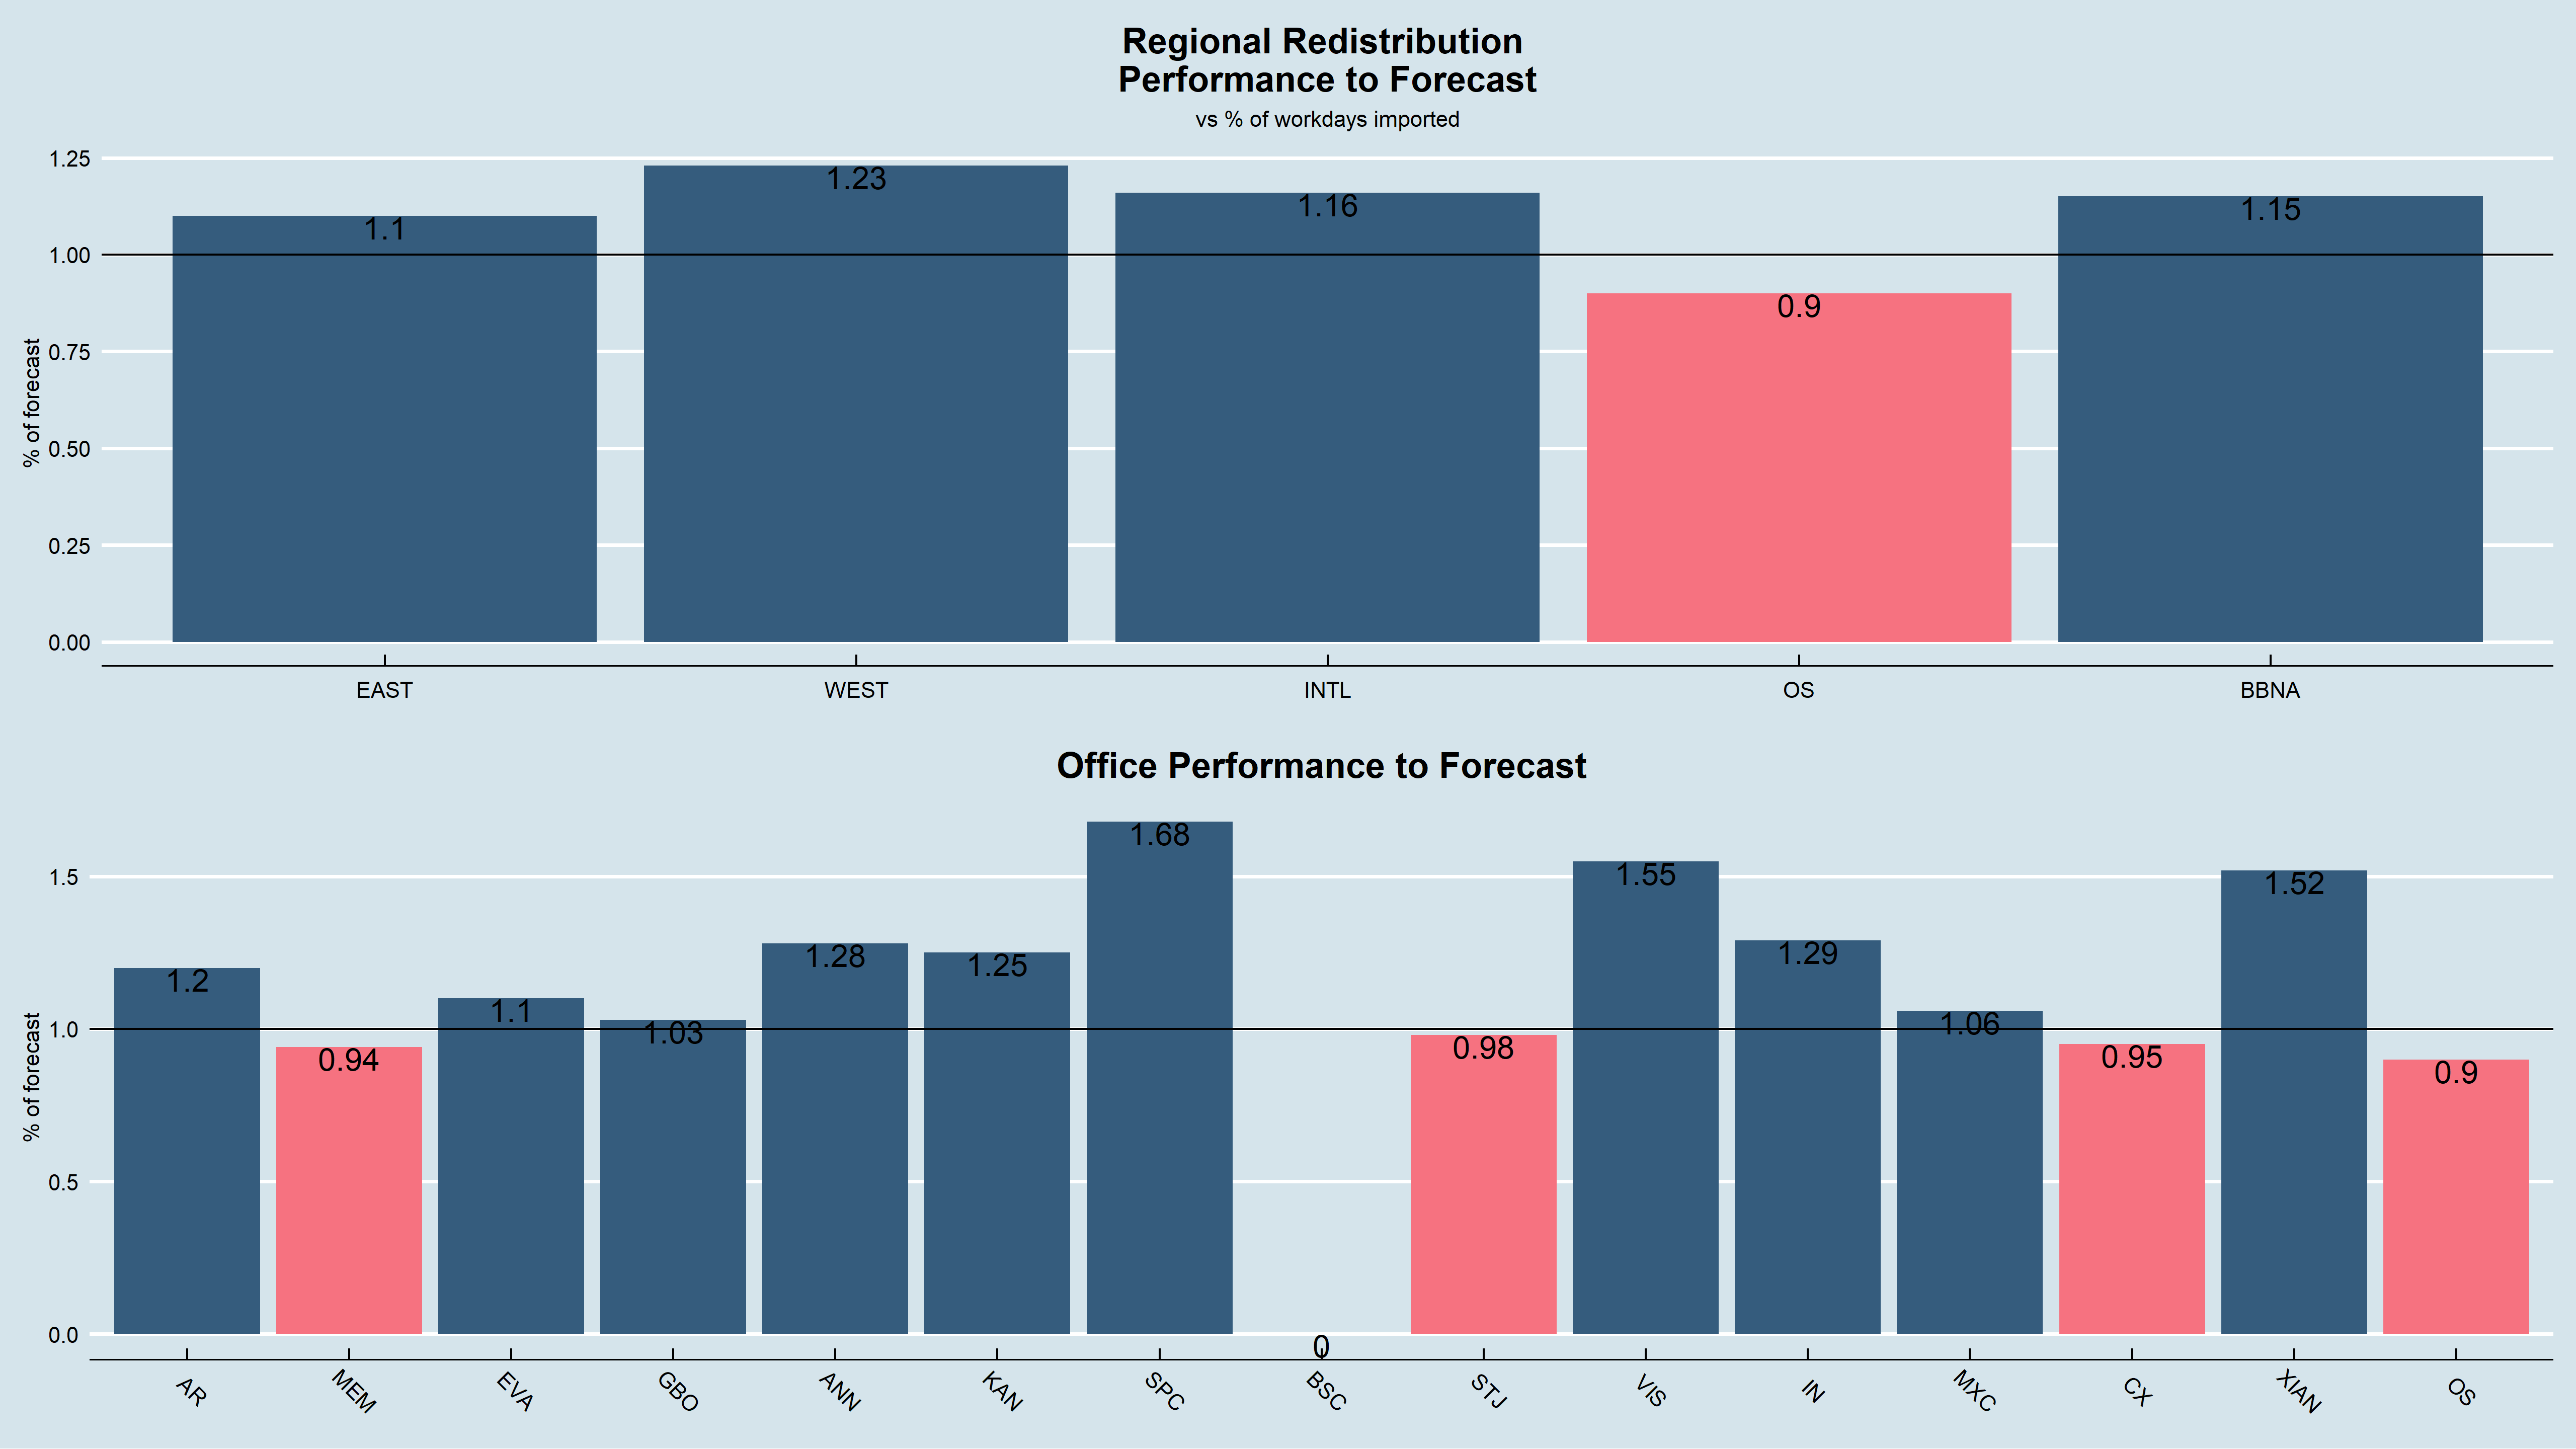 Regional Redistribution
Performance to Forecast
vs % of workdays imported
% of forecast
1.25
1.00
0.75
0.50
0.25
0.00
1.1
1.23
1.16
0.9
1.15
EAST
WEST
INTL
OS
BBNA
Office Performance to Forecast
% of forecast
1.5
1.0
0.5
0.0
1.2
0.94
1.1
1.03
1.28
1.25
1.68
0
0.98
1.55
1.29
1.06
0.95
1.52
0.9
AR
MEM
EVA
GBO
ANN
KAN
SPC
BSC
STJ
VIS
IN
MXC
CX
XIAN
OS